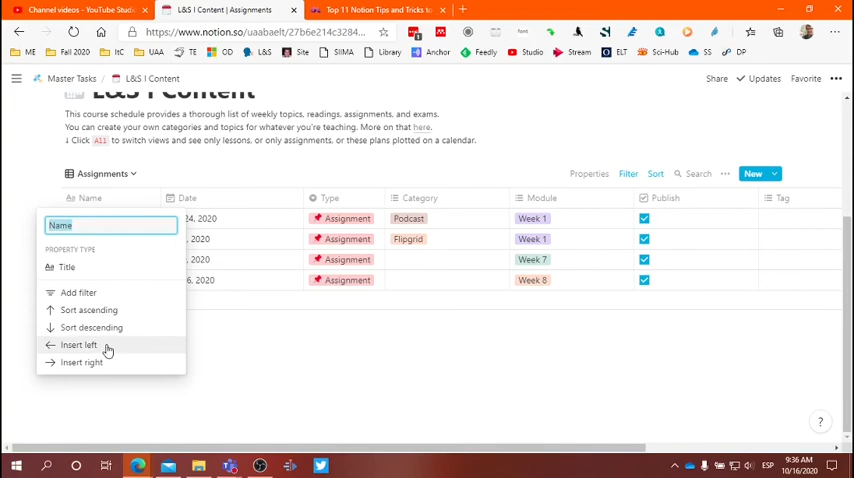 YouTube Studio
L&S I Content | Assignments
Top 11 Notion Tips and Tricks to
https://www.notion.so/uaabaelt/27b6e214c3284...
ME
Fall 2020
ItC
UAA
TE
OD
L&S
Site
SIIMA
Library
Anchor
Feedly
Studio
Stream
ELT
Sci-Hub
SS
DP
Master Tasks / L&S I Content
Share
Updates
Favorite
L&S I Content
This course schedule provides a thorough list of weekly topics, readings, assignments, and exams.
You can create your own categories and topics for whatever you're teaching. More on that here.
↓ Click All to switch views and see only lessons, or only assignments, or these plans plotted on a calendar.
Assignments
Properties Filter Sort Search New
Name Date Type Category Module Publish Tag
24, 2020 Assignment Podcast Week 1
, 2020 Assignment Flipgrid Week 1
, 2020 Assignment Week 7
6, 2020 Assignment Week 8
Name
PROPERTY TYPE
Title
Add filter
Sort ascending
Sort descending
Insert left
Insert right
?
ESP
9:36 AM
10/16/2020